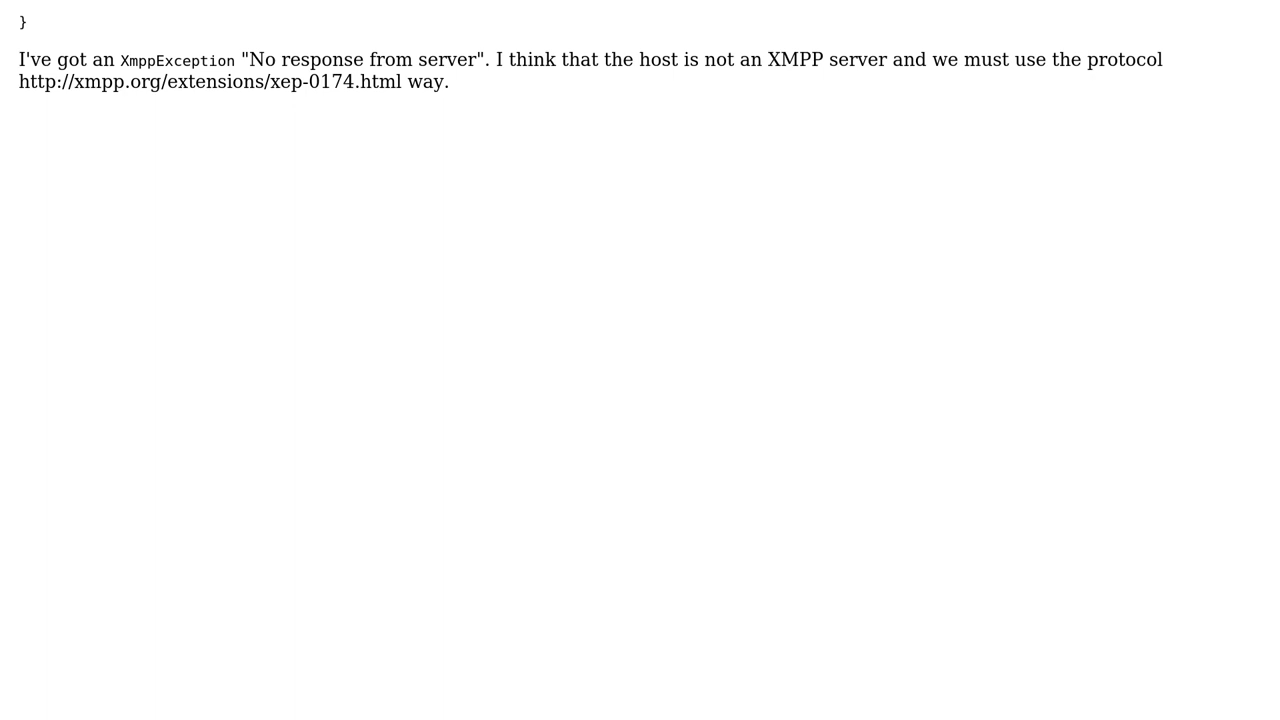 }
I've got an XmppException "No response from server". I think that the host is not an XMPP server and we must use the protocol
http://xmpp.org/extensions/xep-0174.html way.